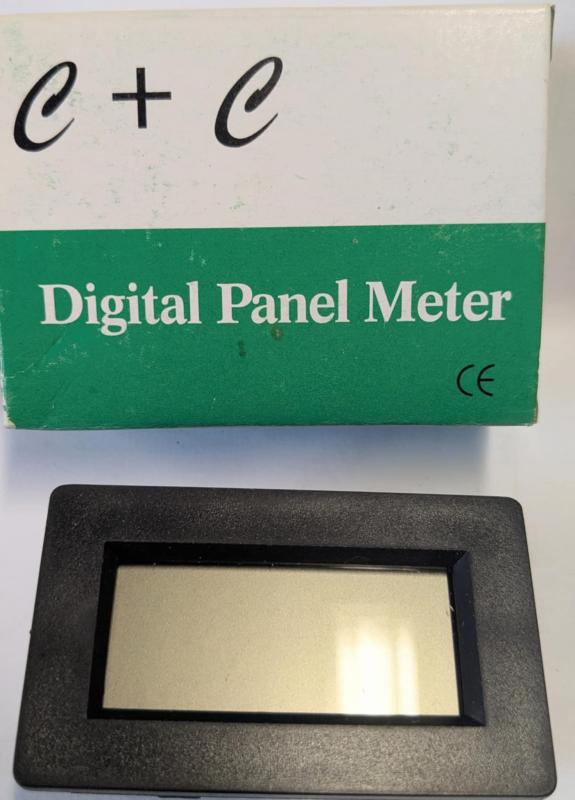 C + C
Digital Panel Meter
CE